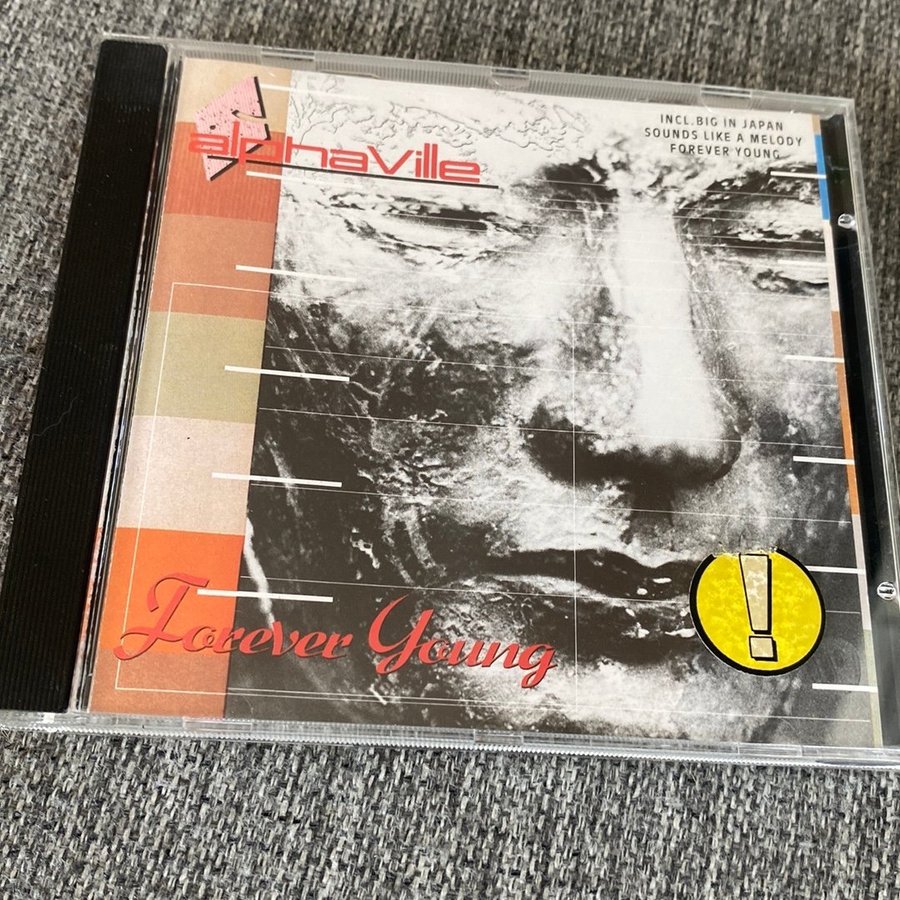 alphaville
INCL. BIG IN JAPAN
SOUNDS LIKE A MELODY
FOREVER YOUNG
Forever Young
!